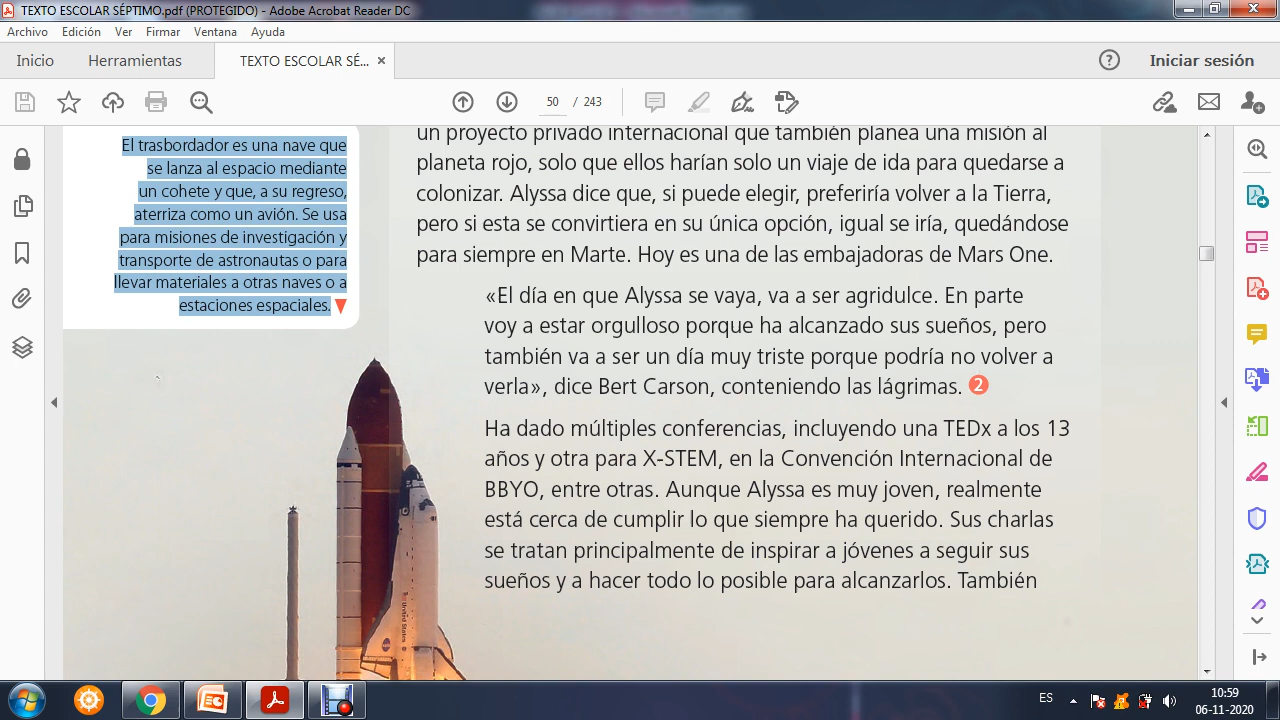 TEXTO ESCOLAR SÉPTIMO.pdf (PROTEGIDO) - Adobe Acrobat Reader DC
Archivo Edición Ver Firmar Ventana Ayuda
Inicio Herramientas TEXTO ESCOLAR SÉ... × Iniciar sesión
50 / 243
El trasbordador es una nave que
se lanza al espacio mediante
un cohete y que, a su regreso,
aterriza como un avión. Se usa
para misiones de investigación y
transporte de astronautas o para
llevar materiales a otras naves o a
estaciones espaciales.
un proyecto privado internacional que también planea una misión al
planeta rojo, solo que ellos harían solo un viaje de ida para quedarse a
colonizar. Alyssa dice que, si puede elegir, preferiría volver a la Tierra,
pero si esta se convirtiera en su única opción, igual se iría, quedándose
para siempre en Marte. Hoy es una de las embajadoras de Mars One.
«El día en que Alyssa se vaya, va a ser agridulce. En parte
voy a estar orgulloso porque ha alcanzado sus sueños, pero
también va a ser un día muy triste porque podría no volver a
verla», dice Bert Carson, conteniendo las lágrimas. 2
Ha dado múltiples conferencias, incluyendo una TEDx a los 13
años y otra para X-STEM, en la Convención Internacional de
BBYO, entre otras. Aunque Alyssa es muy joven, realmente
está cerca de cumplir lo que siempre ha querido. Sus charlas
se tratan principalmente de inspirar a jóvenes a seguir sus
sueños y a hacer todo lo posible para alcanzarlos. También
United States
ES
10:59
06-11-2020